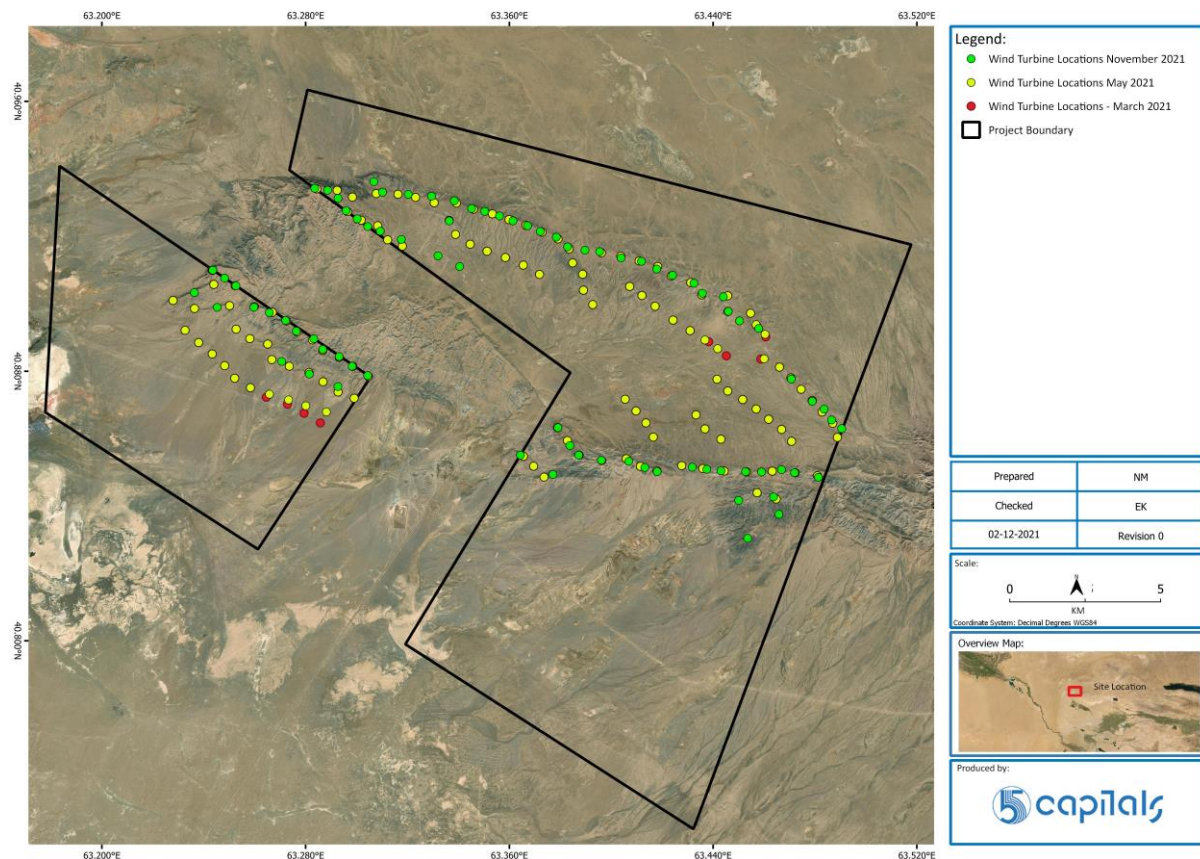 63.200°E
63.280°E
63.360°E
63.440°E
63.520°E
40.960°N
40.880°N
40.800°N
63.200°E
63.280°E
63.360°E
63.440°E
63.520°E
Legend:
Wind Turbine Locations November 2021
Wind Turbine Locations May 2021
Wind Turbine Locations - March 2021
Project Boundary
Prepared NM
Checked EK
02-12-2021 Revision 0
Scale:
N
0 5
KM
Coordinate System: Decimal Degrees WGS84
Overview Map:
Site Location
Produced by:
5 capitals